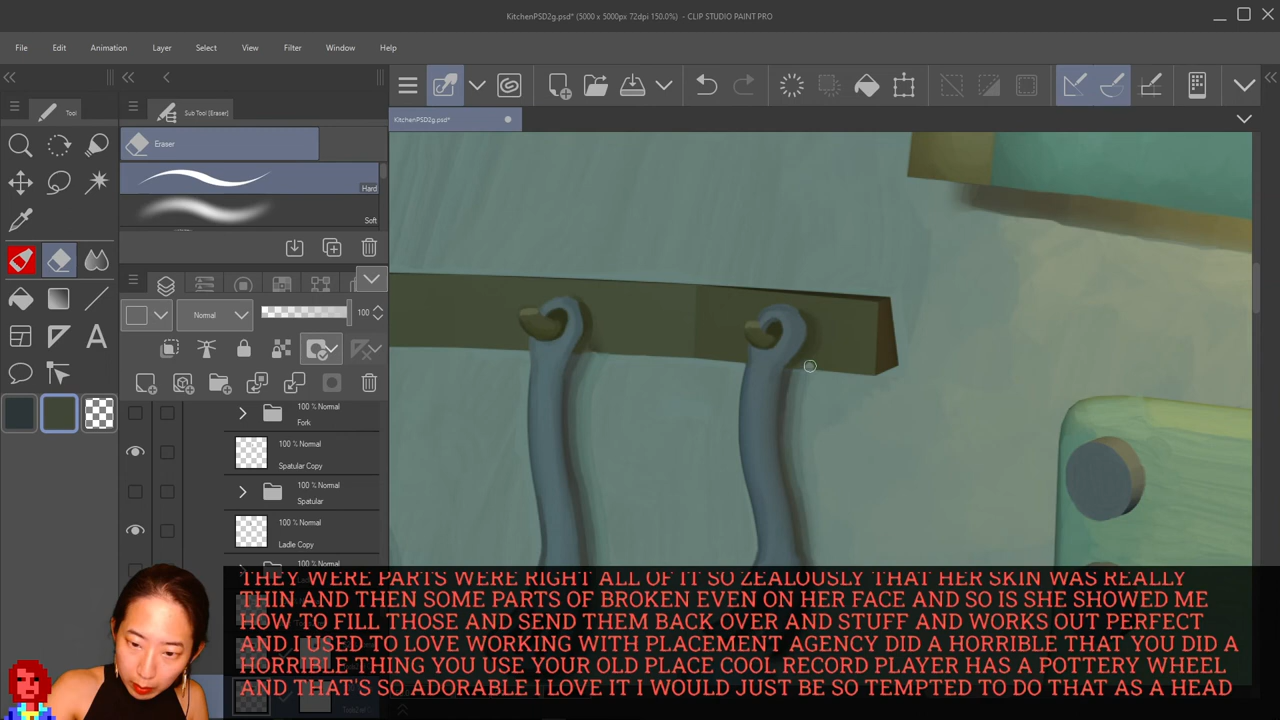 KitchenPSD2g.psd* (5000 x 5000px 72dpi 150.0%) - CLIP STUDIO PAINT PRO
File Edit Animation Layer Select View Filter Window Help
KitchenPSD2g.psd*
Tool
Sub Tool [Eraser]
Eraser
Hard
Soft
Normal
100
100 % Normal
Fork
100 % Normal
Spatular Copy
100 % Normal
Spatular
100 % Normal
Ladle Copy
100 % Normal
THEY WERE PARTS WERE RIGHT ALL OF IT SO ZEALOUSLY THAT HER SKIN WAS REALLY
THIN AND THEN SOME PARTS OF BROKEN EVEN ON HER FACE AND SO IS SHE SHOWED ME
HOW TO FILL THOSE AND SEND THEM BACK OVER AND STUFF AND WORKS OUT PERFECT
AND I USED TO LOVE WORKING WITH PLACEMENT AGENCY DID A HORRIBLE THAT YOU DID A
HORRIBLE THING YOU USE YOUR OLD PLACE COOL RECORD PLAYER HAS A POTTERY WHEEL
AND THAT'S SO ADORABLE I LOVE IT I WOULD JUST BE SO TEMPTED TO DO THAT AS A HEAD